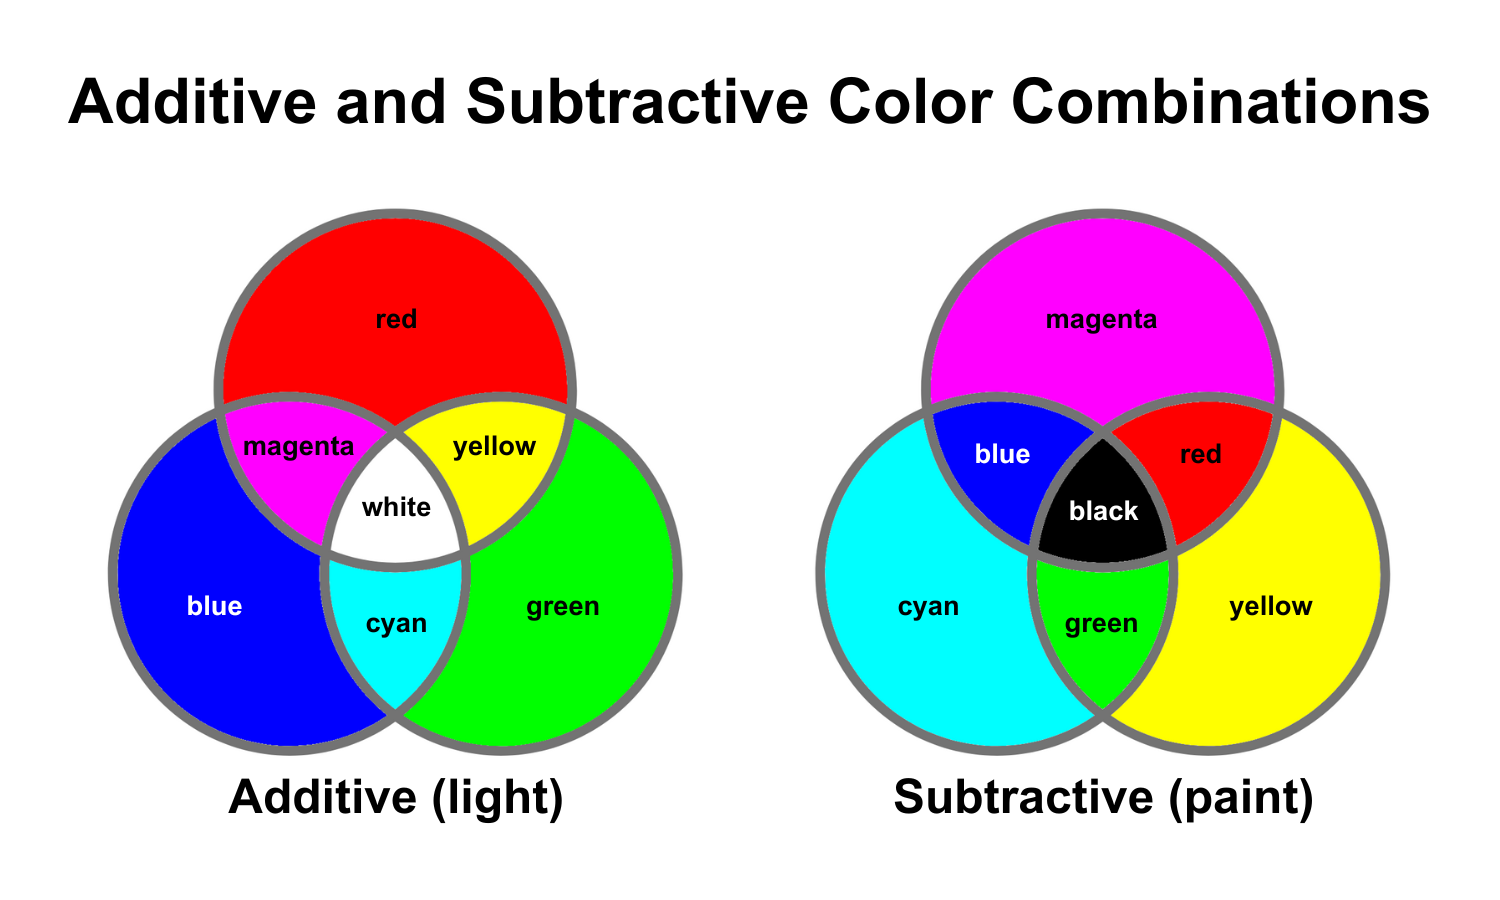 Additive and Subtractive Color Combinations
red
magenta
yellow
white
blue
cyan
green
Additive (light)
magenta
blue
red
black
cyan
green
yellow
Subtractive (paint)